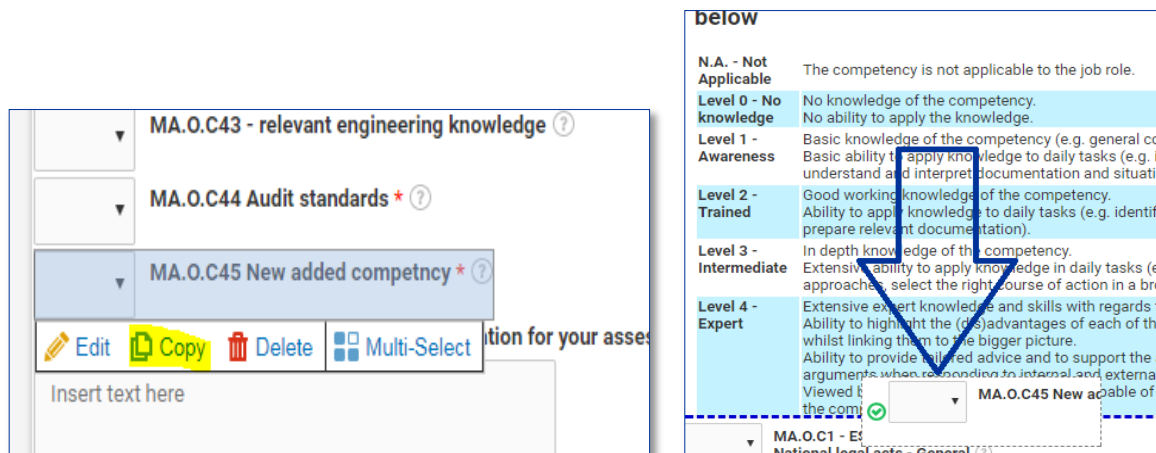 MA.O.C43 - relevant engineering knowledge ?
MA.O.C44 Audit standards * ?
MA.O.C45 New added competncy * ?
Edit Copy Delete Multi-Select
tion for your asses
Insert text here
below
N.A. - Not Applicable
The competency is not applicable to the job role.
Level 0 - No knowledge
No knowledge of the competency.
No ability to apply the knowledge.
Level 1 - Awareness
Basic knowledge of the competency (e.g. general co
Basic ability to apply knowledge to daily tasks (e.g. i
understand and interpret documentation and situati
Level 2 - Trained
Good working knowledge of the competency.
Ability to apply knowledge to daily tasks (e.g. identif
prepare relevant documentation).
Level 3 - Intermediate
In depth knowledge of the competency.
Extensive ability to apply knowledge in daily tasks (e
approaches, select the right course of action in a bro
Level 4 - Expert
Extensive expert knowledge and skills with regards
Ability to highlight the (dis)advantages of each of th
whilst linking them to the bigger picture.
Ability to provide tailored advice and to support the
arguments when responding to internal and externa
Viewed b
pable of
the com
MA.O.C45 New ad
MA.O.C1 - ES
National legal acts - General ?